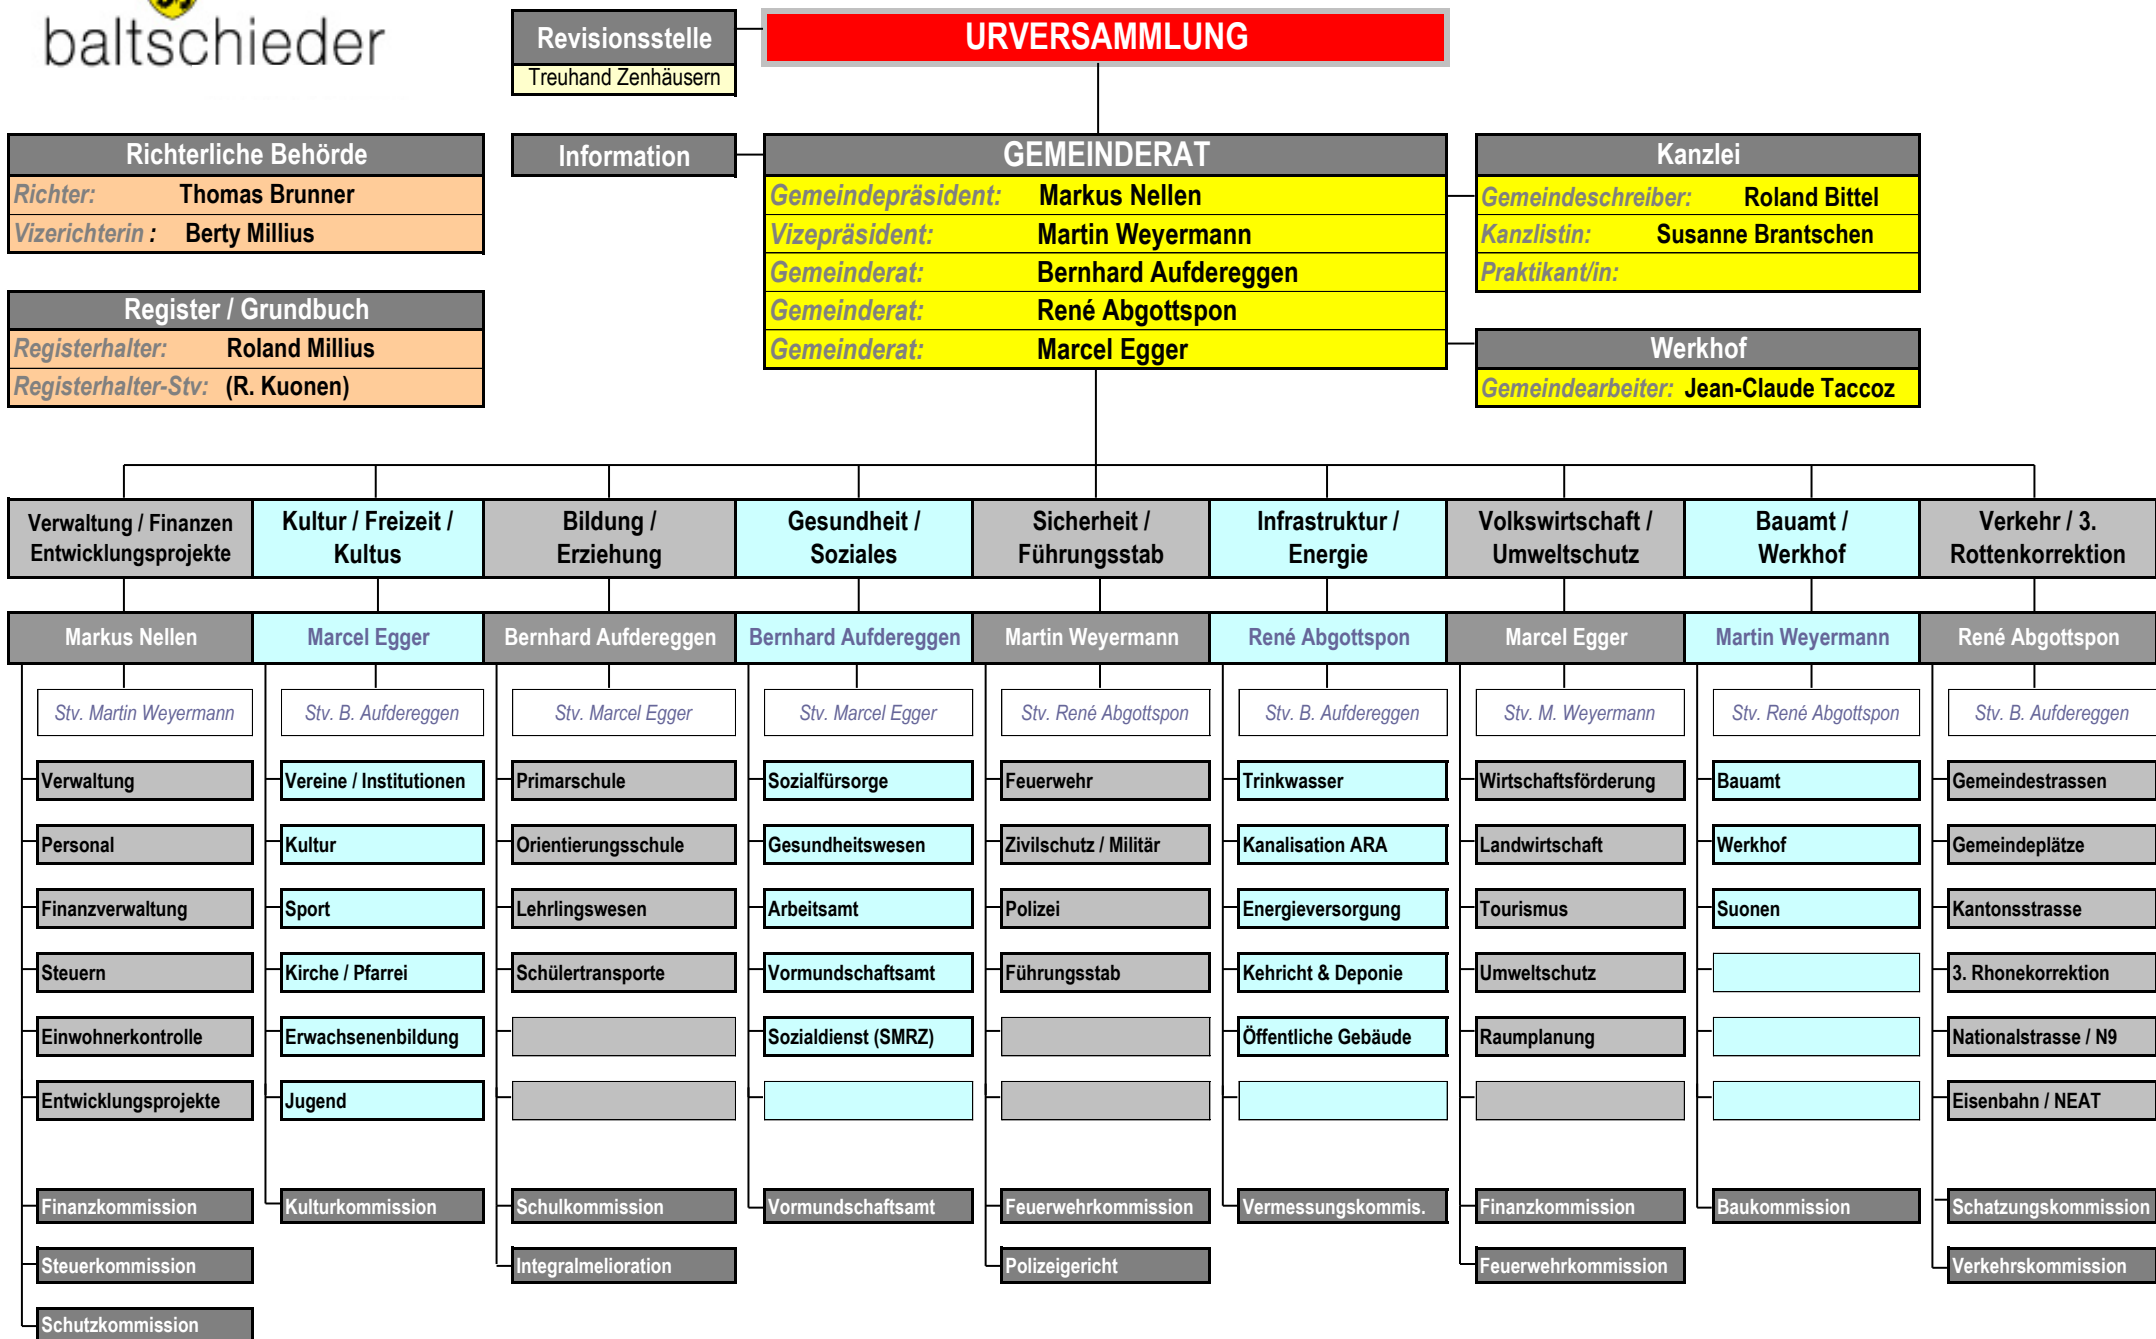 baltschieder
Revisionsstelle
Treuhand Zenhäusern
URVERSAMMLUNG
Richterliche Behörde
Richter: Thomas Brunner
Vizerichterin : Berty Millius
Register / Grundbuch
Registerhalter: Roland Millius
Registerhalter-Stv: (R. Kuonen)
Information
GEMEINDERAT
Gemeindepräsident: Markus Nellen
Vizepräsident: Martin Weyermann
Gemeinderat: Bernhard Aufdereggen
Gemeinderat: René Abgottspon
Gemeinderat: Marcel Egger
Kanzlei
Gemeindeschreiber: Roland Bittel
Kanzlistin: Susanne Brantschen
Praktikant/in:
Werkhof
Gemeindearbeiter: Jean-Claude Taccoz
Verwaltung / Finanzen
Entwicklungsprojekte
Markus Nellen
Stv. Martin Weyermann
Verwaltung
Personal
Finanzverwaltung
Steuern
Einwohnerkontrolle
Entwicklungsprojekte
Finanzkommission
Steuerkommission
Schutzkommission
Kultur / Freizeit /
Kultus
Marcel Egger
Stv. B. Aufdereggen
Vereine / Institutionen
Kultur
Sport
Kirche / Pfarrei
Erwachsenenbildung
Jugend
Kulturkommission
Bildung /
Erziehung
Bernhard Aufdereggen
Stv. Marcel Egger
Primarschule
Orientierungsschule
Lehrlingswesen
Schülertransporte
Schulkommission
Integralmelioration
Gesundheit /
Soziales
Bernhard Aufdereggen
Stv. Marcel Egger
Sozialfürsorge
Gesundheitswesen
Arbeitsamt
Vormundschaftsamt
Sozialdienst (SMRZ)
Vormundschaftsamt
Sicherheit /
Führungsstab
Martin Weyermann
Stv. René Abgottspon
Feuerwehr
Zivilschutz / Militär
Polizei
Führungsstab
Feuerwehrkommission
Polizeigericht
Infrastruktur /
Energie
René Abgottspon
Stv. B. Aufdereggen
Trinkwasser
Kanalisation ARA
Energieversorgung
Kehricht & Deponie
Öffentliche Gebäude
Vermessungskommis.
Volkswirtschaft /
Umweltschutz
Marcel Egger
Stv. M. Weyermann
Wirtschaftsförderung
Landwirtschaft
Tourismus
Umweltschutz
Raumplanung
Finanzkommission
Feuerwehrkommission
Bauamt /
Werkhof
Martin Weyermann
Stv. René Abgottspon
Bauamt
Werkhof
Suonen
Baukommission
Verkehr / 3.
Rottenkorrektion
René Abgottspon
Stv. B. Aufdereggen
Gemeindestrassen
Gemeindeplätze
Kantonsstrasse
3. Rhonekorrektion
Nationalstrasse / N9
Eisenbahn / NEAT
Schatzungskommission
Verkehrskommission